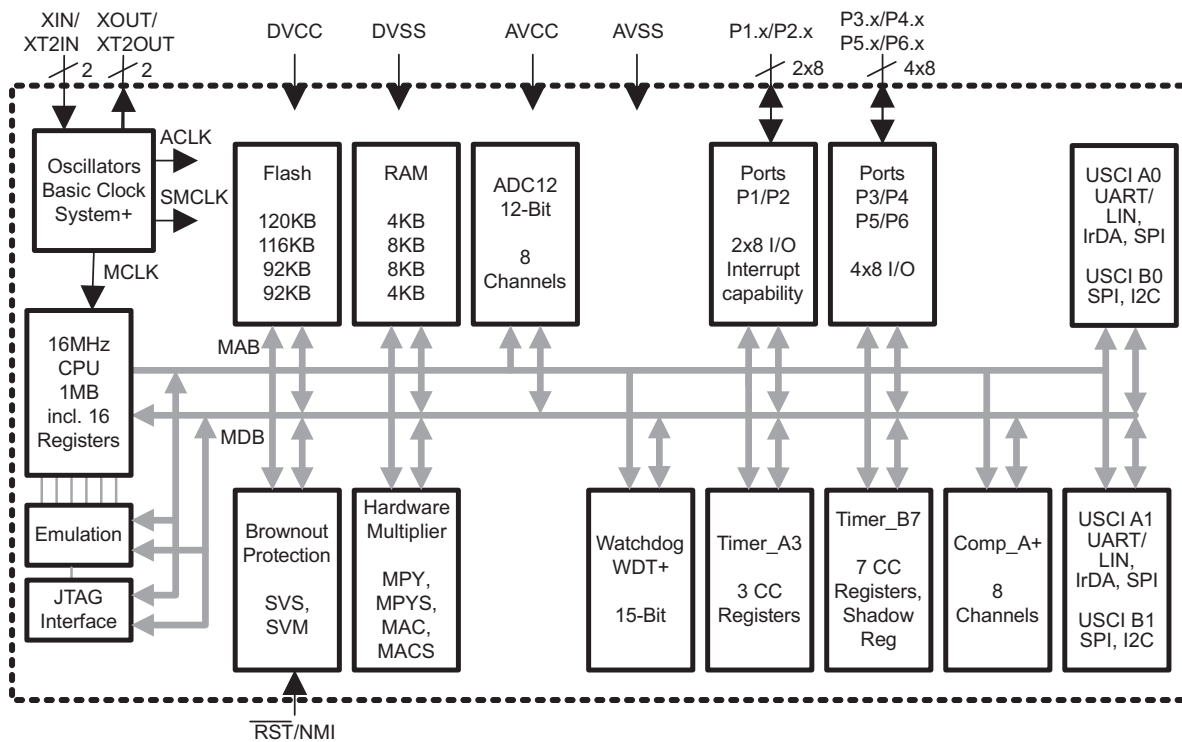 XIN/
XT2IN
XOUT/
XT2OUT
DVCC
DVSS
AVCC
AVSS
P1.x/P2.x
P3.x/P4.x
P5.x/P6.x
2
2
2x8
4x8
ACLK
SMCLK
MCLK
Oscillators
Basic Clock
System+
Flash
120KB
116KB
92KB
92KB
RAM
4KB
8KB
8KB
4KB
ADC12
12-Bit
8
Channels
Ports
P1/P2
2x8 I/O
Interrupt
capability
Ports
P3/P4
P5/P6
4x8 I/O
USCI A0
UART/
LIN,
IrDA, SPI
USCI B0
SPI, I2C
16MHz
CPU
1MB
incl. 16
Registers
MAB
MDB
Emulation
JTAG
Interface
Brownout
Protection
SVS,
SVM
Hardware
Multiplier
MPY,
MPYS,
MAC,
MACS
Watchdog
WDT+
15-Bit
Timer_A3
3 CC
Registers
Timer_B7
7 CC
Registers,
Shadow
Reg
Comp_A+
8
Channels
USCI A1
UART/
LIN,
IrDA, SPI
USCI B1
SPI, I2C
RST/NMI